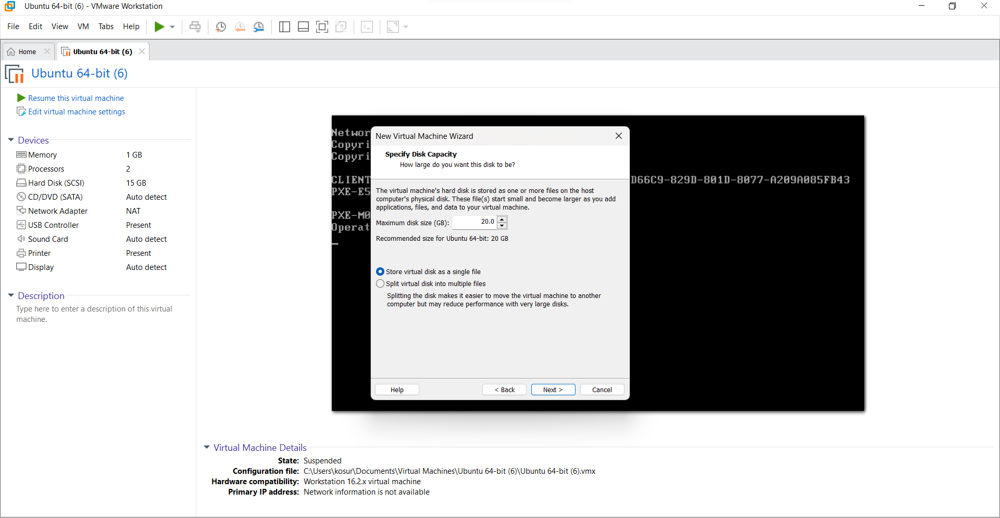 Ubuntu 64-bit (6) - VMware Workstation
File Edit View VM Tabs Help
Home Ubuntu 64-bit (6)
Ubuntu 64-bit (6)
Resume this virtual machine
Edit virtual machine settings
Devices
Memory 1 GB
Processors 2
Hard Disk (SCSI) 15 GB
CD/DVD (SATA) Auto detect
Network Adapter NAT
USB Controller Present
Sound Card Auto detect
Printer Present
Display Auto detect
Description
Type here to enter a description of this virtual
machine.
Networ
Copyri
Copyri
CLIENT D66C9-829D-801D-8077-A209A085FB43
PXE-E5
PXE-M0
Operat
New Virtual Machine Wizard
Specify Disk Capacity
How large do you want this disk to be?
The virtual machine's hard disk is stored as one or more files on the host
computer's physical disk. These file(s) start small and become larger as you add
applications, files, and data to your virtual machine.
Maximum disk size (GB): 20.0
Recommended size for Ubuntu 64-bit: 20 GB
Store virtual disk as a single file
Split virtual disk into multiple files
Splitting the disk makes it easier to move the virtual machine to another
computer but may reduce performance with very large disks.
Help < Back Next > Cancel
Virtual Machine Details
State: Suspended
Configuration file: C:\Users\kosur\Documents\Virtual Machines\Ubuntu 64-bit (6)\Ubuntu 64-bit (6).vmx
Hardware compatibility: Workstation 16.2.x virtual machine
Primary IP address: Network information is not available